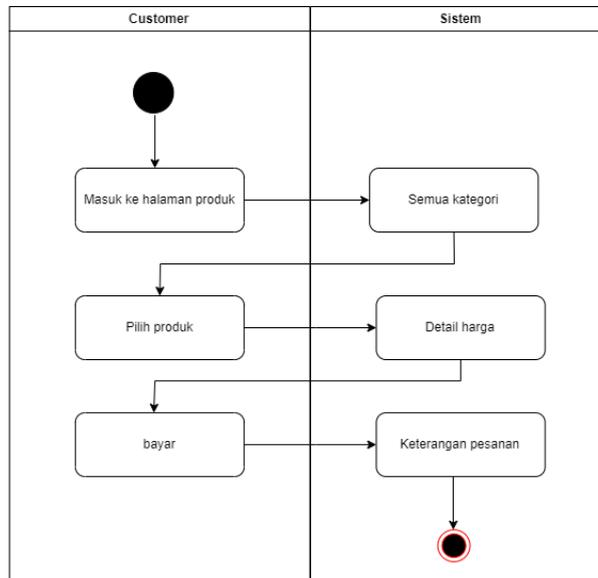 Customer
Sistem
Masuk ke halaman produk
Semua kategori
Pilih produk
Detail harga
bayar
Keterangan pesanan